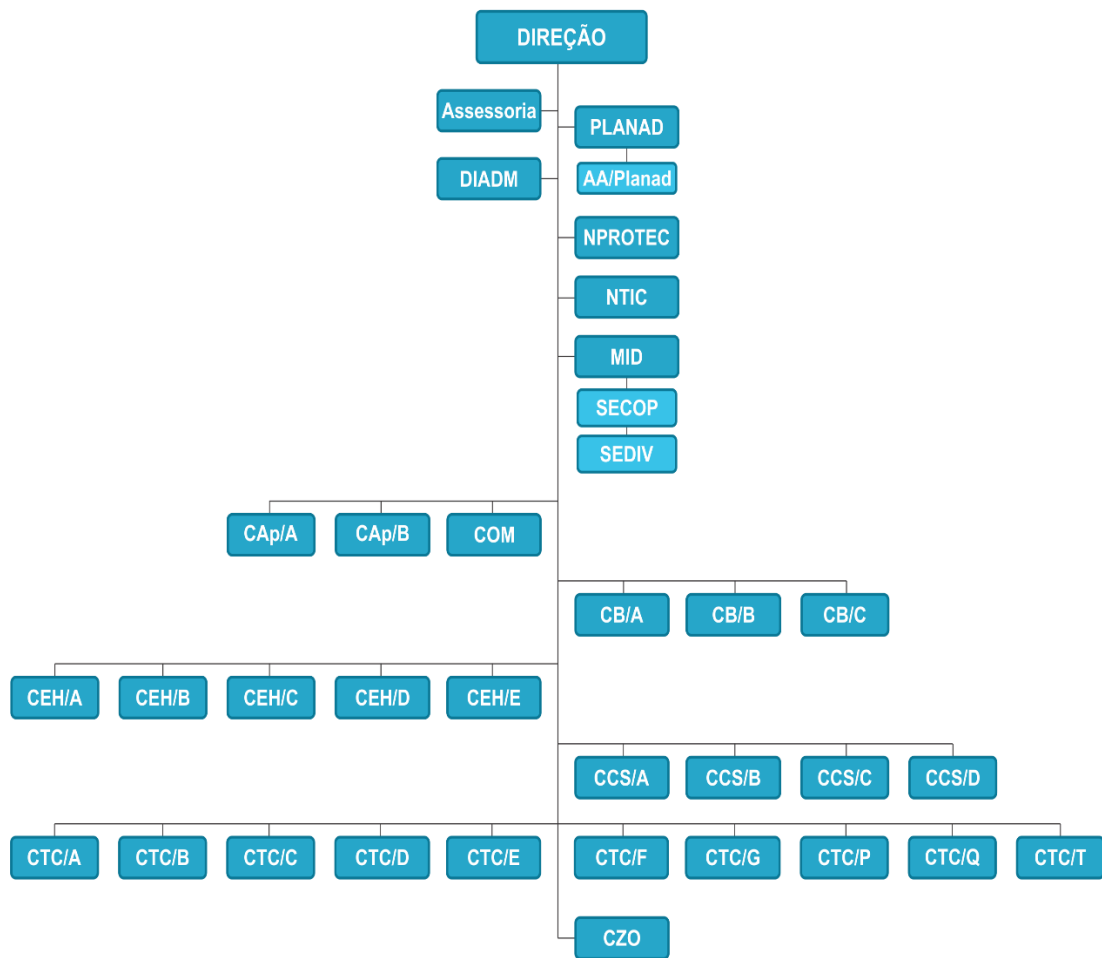 DIREÇÃO
Assessoria
PLANAD
DIADM
AA/Planad
NPROTEC
NTIC
MID
SECOP
SEDIV
CAp/A
CAp/B
COM
CB/A
CB/B
CB/C
CEH/A
CEH/B
CEH/C
CEH/D
CEH/E
CCS/A
CCS/B
CCS/C
CCS/D
CTC/A
CTC/B
CTC/C
CTC/D
CTC/E
CTC/F
CTC/G
CTC/P
CTC/Q
CTC/T
CZO